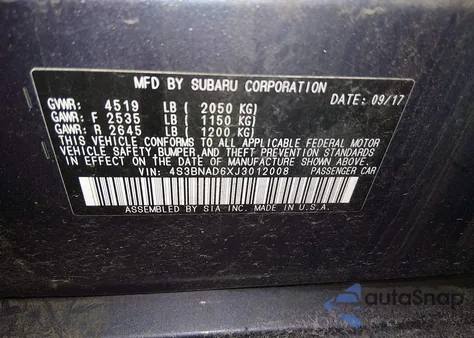 MFD BY SUBARU CORPORATION
GVWR: 4519 LB ( 2050 KG) DATE: 09/17
GAWR: F 2535 LB ( 1150 KG)
GAWR: R 2645 LB ( 1200 KG)
THIS VEHICLE CONFORMS TO ALL APPLICABLE FEDERAL MOTOR
VEHICLE SAFETY,BUMPER,AND THEFT PREVENTION STANDARDS
IN EFFECT ON THE DATE OF MANUFACTURE SHOWN ABOVE.
VIN: 4S3BNAD6XJ3012008 PASSENGER CAR
ASSEMBLED BY SIA INC. MADE IN U.S.A.
autoSnap